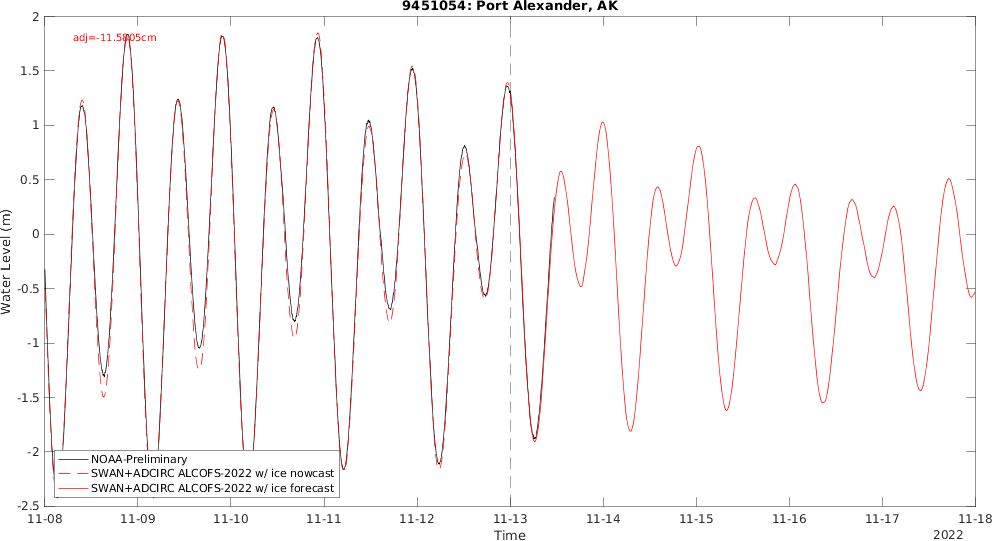 9451054: Port Alexander, AK
adj=-11.5805cm
Water Level (m)
2
1.5
1
0.5
0
-0.5
-1
-1.5
-2
-2.5
NOAA-Preliminary
SWAN+ADCIRC ALCOFS-2022 w/ ice nowcast
SWAN+ADCIRC ALCOFS-2022 w/ ice forecast
11-08 11-09 11-10 11-11 11-12 11-13 11-14 11-15 11-16 11-17 11-18
Time
2022